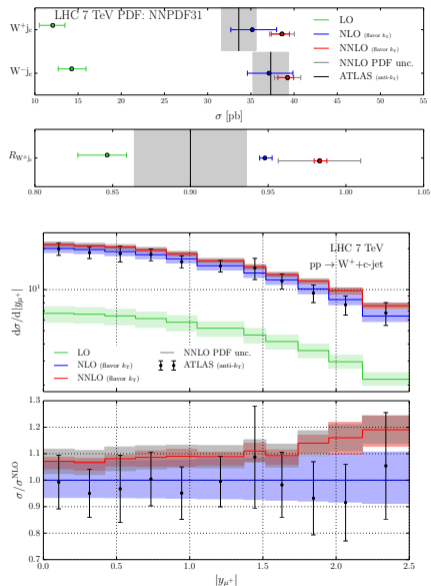 LHC 7 TeV PDF: NNPDF31
W⁺j_c
W⁻j_c
LO
NLO (flavor k_T)
NNLO (flavor k_T)
NNLO PDF unc.
ATLAS (anti-k_T)
10 15 20 25 30 35 40 45 50 55
σ [pb]
R_W±j_c
0.80 0.85 0.90 0.95 1.00 1.05
LHC 7 TeV
pp → W⁺+c-jet
dσ/d|y_μ⁺|
10¹
LO
NLO (flavor k_T)
NNLO (flavor k_T)
NNLO PDF unc.
ATLAS (anti-k_T)
σ/σ^NLO
1.3
1.2
1.1
1.0
0.9
0.8
0.7
0.0 0.5 1.0 1.5 2.0 2.5
|y_μ⁺|